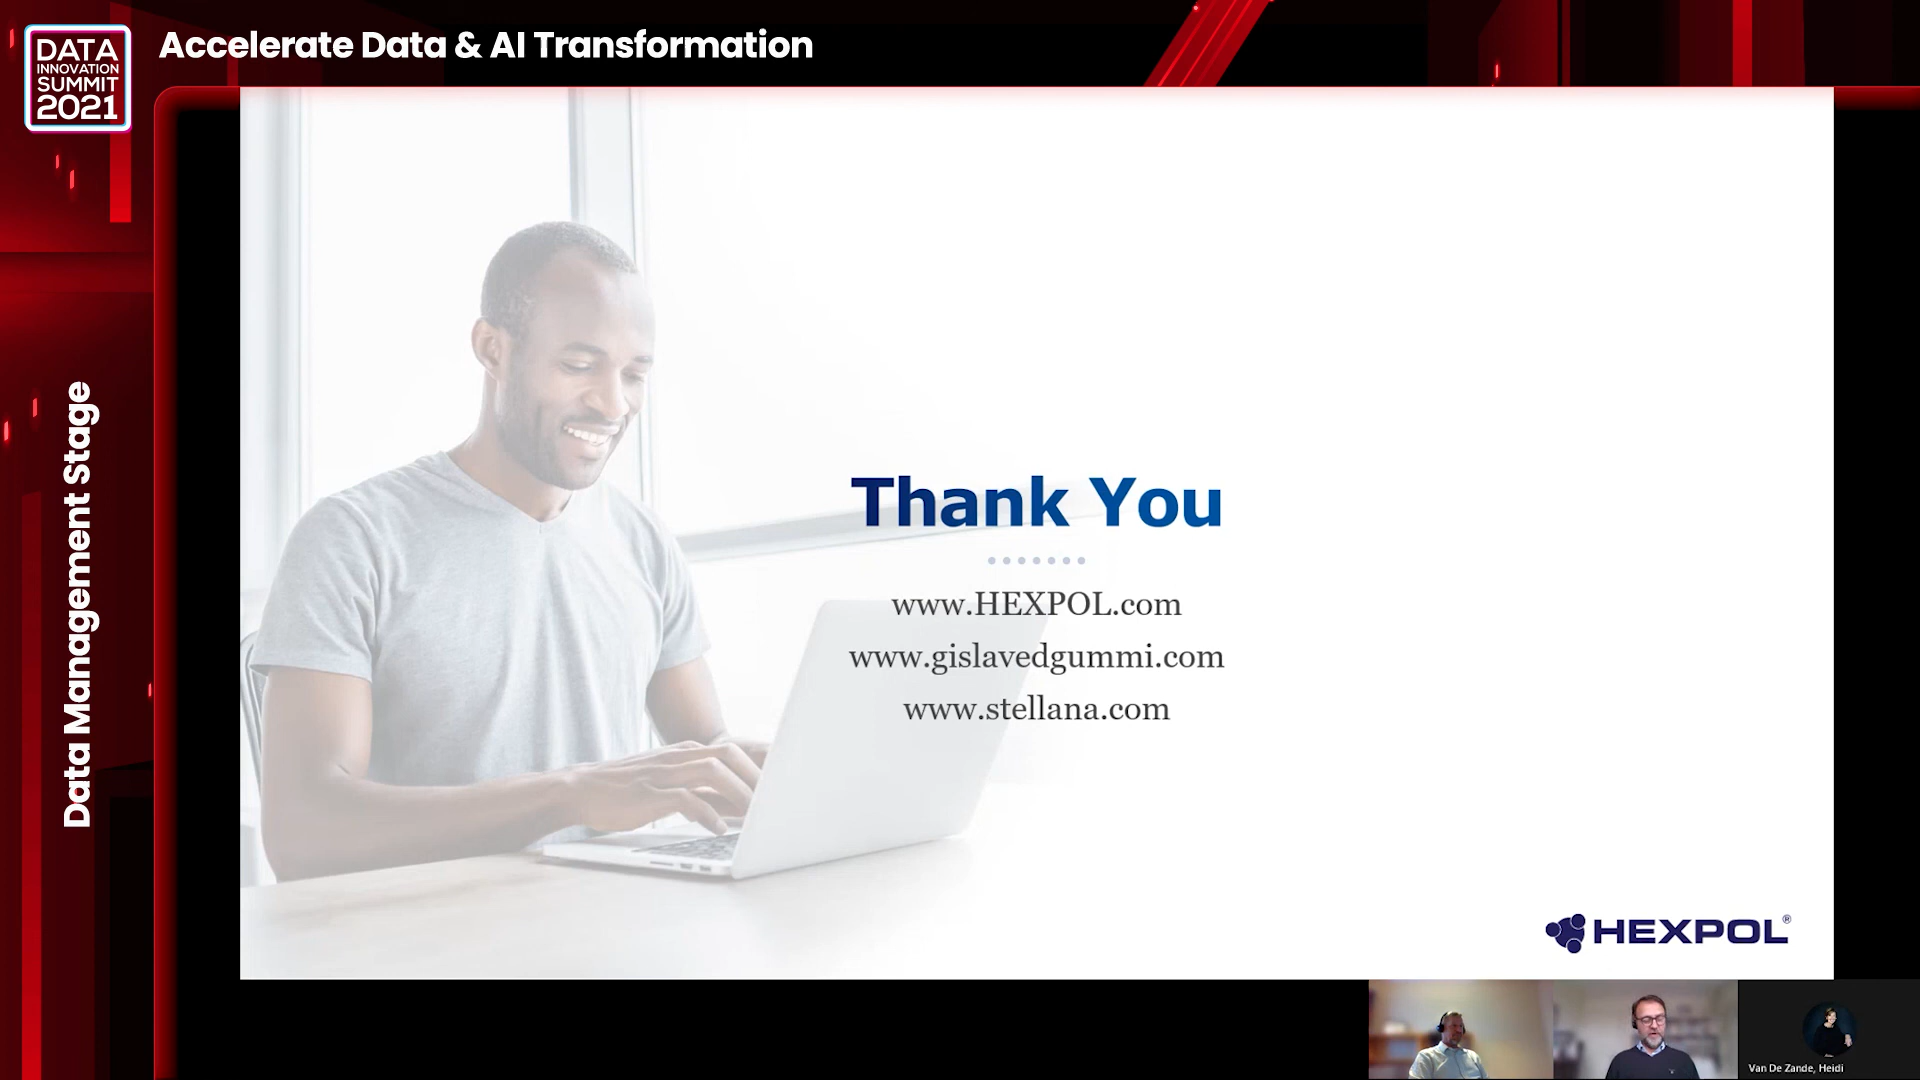 DATA
INNOVATION
SUMMIT
2021
Accelerate Data & AI Transformation
Data Management Stage
Thank You
www.HEXPOL.com
www.gislavedgummi.com
www.stellana.com
HEXPOL®
Van De Zande, Heidi